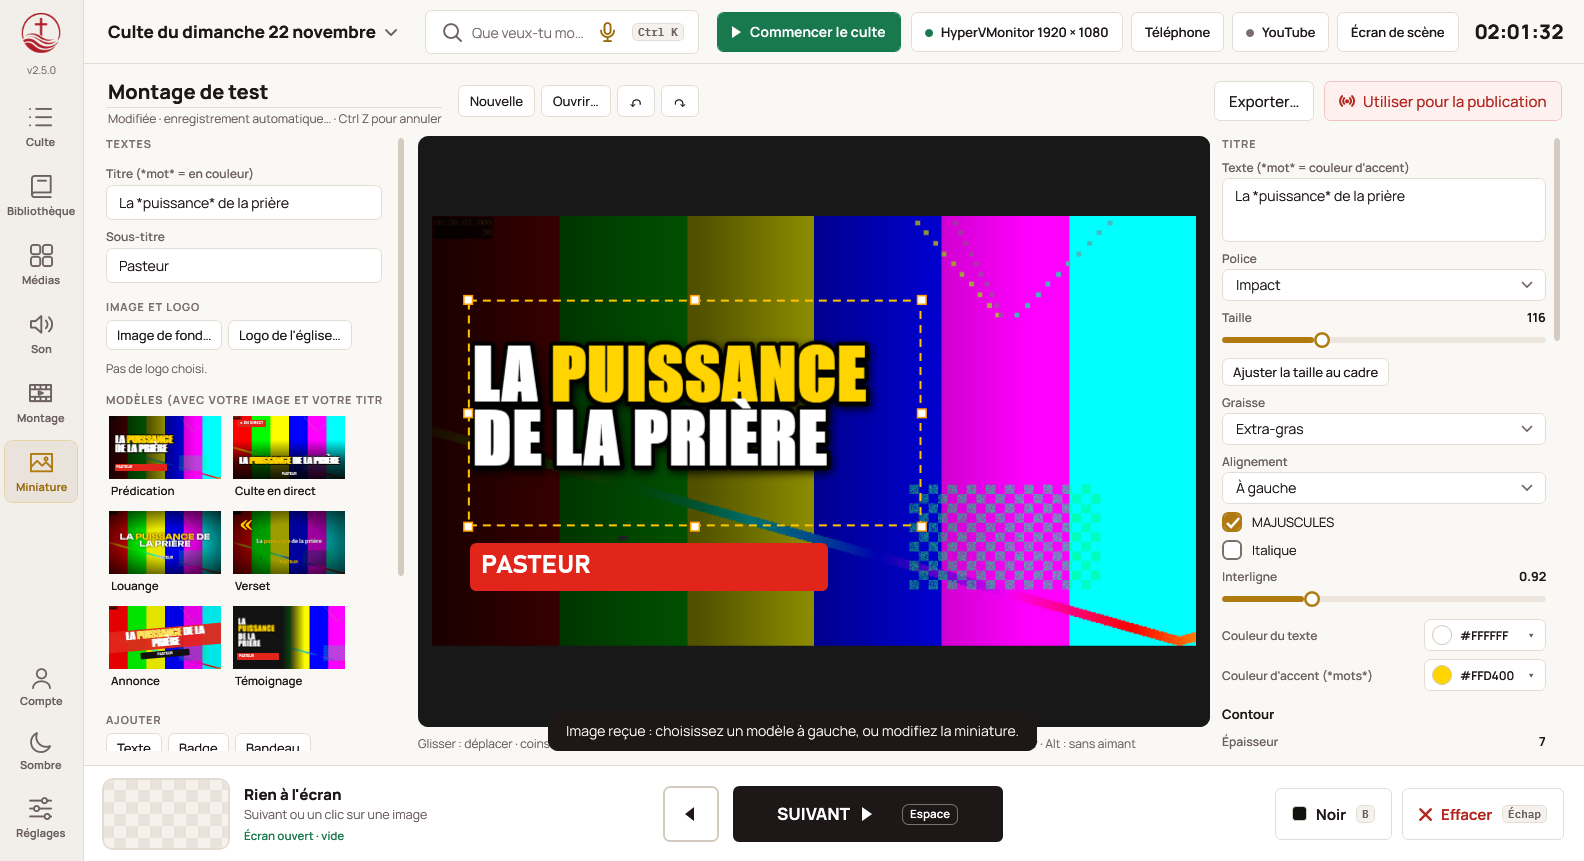 Culte du dimanche 22 novembre
Que veux-tu mo...
Ctrl K
Commencer le culte
HyperVMonitor 1920 × 1080
Téléphone
YouTube
Écran de scène
02:01:32
v2.5.0
Culte
Bibliothèque
Médias
Son
Montage
Miniature
Compte
Sombre
Réglages
Montage de test
Modifiée · enregistrement automatique… · Ctrl Z pour annuler
Nouvelle
Ouvrir…
Exporter…
Utiliser pour la publication
TEXTES
Titre (*mot* = en couleur)
La *puissance* de la prière
Sous-titre
Pasteur
IMAGE ET LOGO
Image de fond…
Logo de l'église…
Pas de logo choisi.
MODÈLES (AVEC VOTRE IMAGE ET VOTRE TITR
Prédication
Culte en direct
Louange
Verset
Annonce
Témoignage
AJOUTER
Texte
Badge
Bandeau
LA PUISSANCE
DE LA PRIÈRE
PASTEUR
Image reçue : choisissez un modèle à gauche, ou modifiez la miniature.
Glisser : déplacer · coins
· Alt : sans aimant
TITRE
Texte (*mot* = couleur d'accent)
La *puissance* de la prière
Police
Impact
Taille
116
Ajuster la taille au cadre
Graisse
Extra-gras
Alignement
À gauche
MAJUSCULES
Italique
Interligne
0.92
Couleur du texte
#FFFFFF
Couleur d'accent (*mots*)
#FFD400
Contour
Épaisseur
7
Rien à l'écran
Suivant ou un clic sur une image
Écran ouvert · vide
SUIVANT
Espace
Noir
B
Effacer
Échap